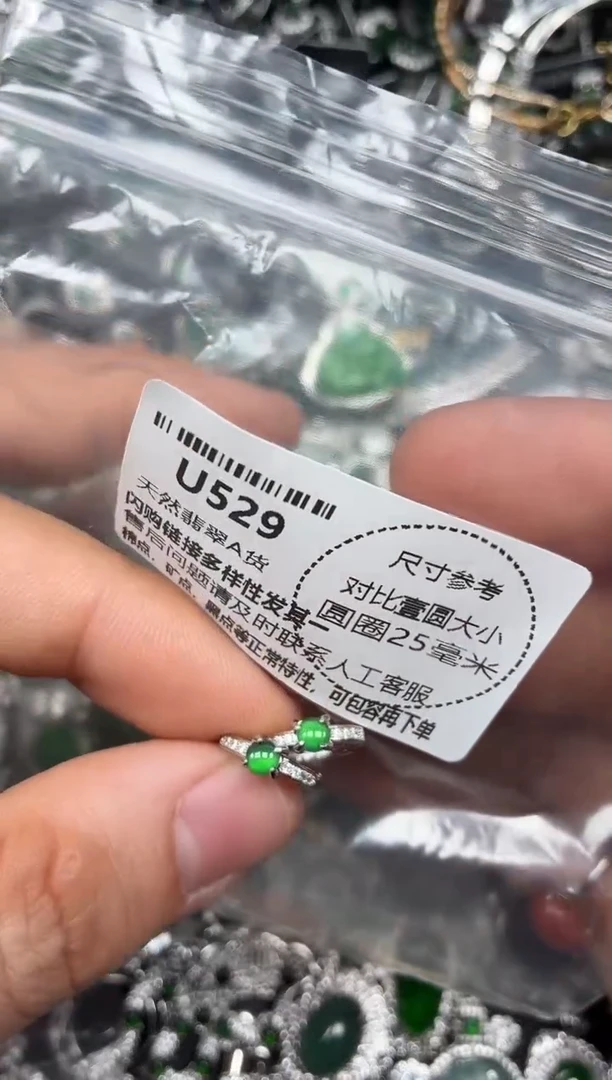 U529
天然翡翠A货
闪购链接多样性发其一
售后问题请及时联系人工客服
棉点，矿点，黑点等正常特性，可包容再下单
尺寸参考
对比壹圆大小
圆圈25毫米